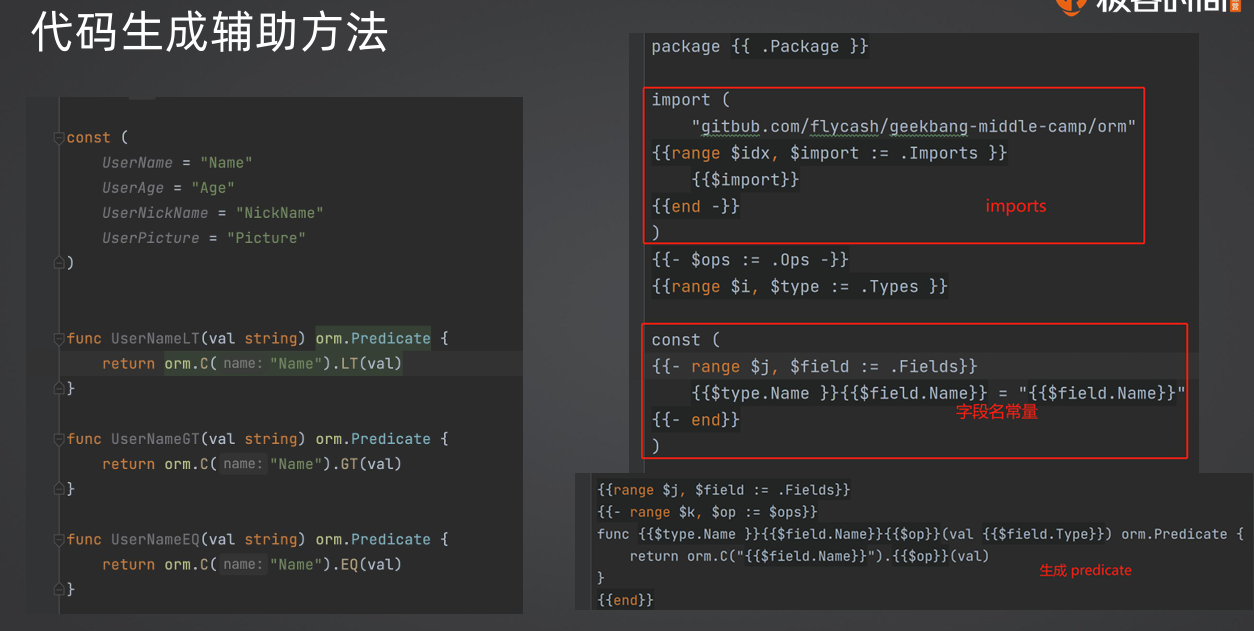 代码生成辅助方法
极客时间
const (
UserName = "Name"
UserAge = "Age"
UserNickName = "NickName"
UserPicture = "Picture"
)
func UserNameLT(val string) orm.Predicate {
return orm.C( name: "Name").LT(val)
}
func UserNameGT(val string) orm.Predicate {
return orm.C( name: "Name").GT(val)
}
func UserNameEQ(val string) orm.Predicate {
return orm.C( name: "Name").EQ(val)
}
package {{ .Package }}
import (
"gitbub.com/flycash/geekbang-middle-camp/orm"
{{range $idx, $import := .Imports }}
{{$import}}
{{end -}}
imports
)
{{- $ops := .Ops -}}
{{range $i, $type := .Types }}
const (
{{- range $j, $field := .Fields}}
{{$type.Name }}{{$field.Name}} = "{{$field.Name}}"
字段名常量
{{- end}}
)
{{range $j, $field := .Fields}}
{{- range $k, $op := $ops}}
func {{$type.Name }}{{$field.Name}}{{$op}}(val {{$field.Type}}) orm.Predicate {
return orm.C("{{$field.Name}}").{{$op}}(val)
生成 predicate
}
{{end}}